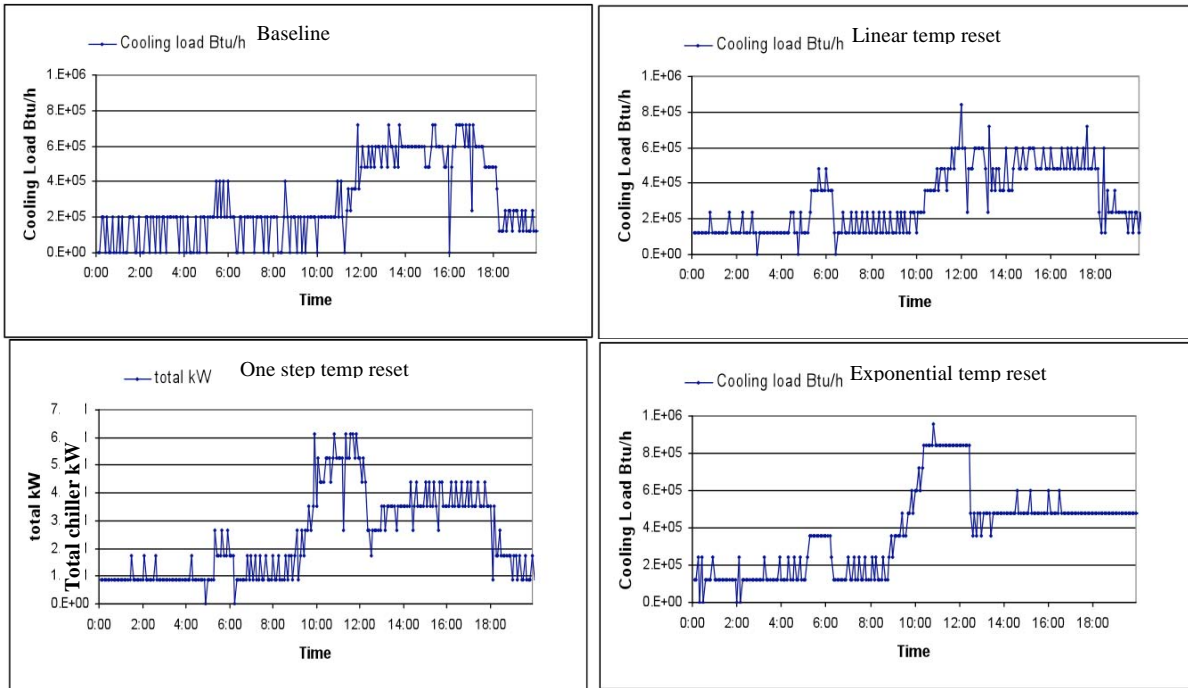 Cooling load Btu/h Baseline
Cooling Load Btu/h
1.E+06
8.E+05
6.E+05
4.E+05
2.E+05
0.E+00
0:00 2:00 4:00 6:00 8:00 10:00 12:00 14:00 16:00 18:00
Time
Linear temp reset
Cooling load Btu/h
Cooling Load Btu/h
1.E+06
8.E+05
6.E+05
4.E+05
2.E+05
0.E+00
0:00 2:00 4:00 6:00 8:00 10:00 12:00 14:00 16:00 18:00
Time
total kW One step temp reset
total kW
Total chiller kW
7.
6.
5.
4.
3.
2.
1.
0.E+00
0:00 2:00 4:00 6:00 8:00 10:00 12:00 14:00 16:00 18:00
Time
Cooling load Btu/h Exponential temp reset
Cooling Load Btu/h
1.E+06
8.E+05
6.E+05
4.E+05
2.E+05
0.E+00
0:00 2:00 4:00 6:00 8:00 10:00 12:00 14:00 16:00 18:00
Time